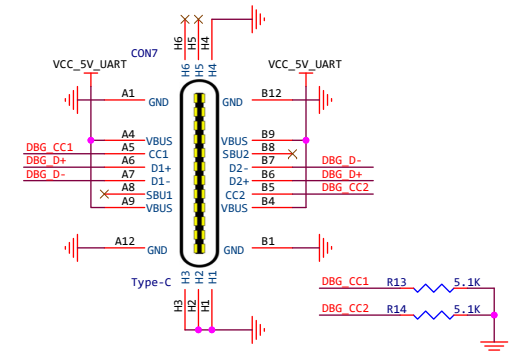 H6 H5 H4
CON7
H6 H5 H4
VCC_5V_UART VCC_5V_UART
A1 GND GND B12
A4 VBUS VBUS B9
DBG_CC1 A5 CC1 SBU2 B8
DBG_D+ A6 D1+ D2- B7 DBG_D-
DBG_D- A7 D1- D2+ B6 DBG_D+
A8 SBU1 CC2 B5 DBG_CC2
A9 VBUS VBUS B4
A12 GND GND B1
Type-C
H3 H2 H1
H3 H2 H1
DBG_CC1 R13 5.1K
DBG_CC2 R14 5.1K